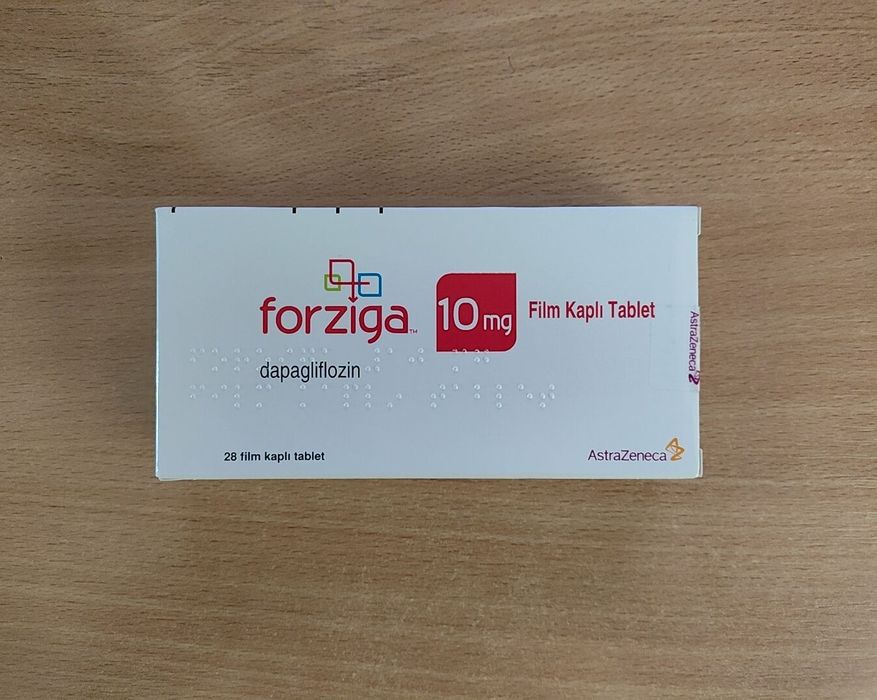 forziga™
10 mg
Film Kaplı Tablet
dapagliflozin
28 film kaplı tablet
AstraZeneca
AstraZeneca